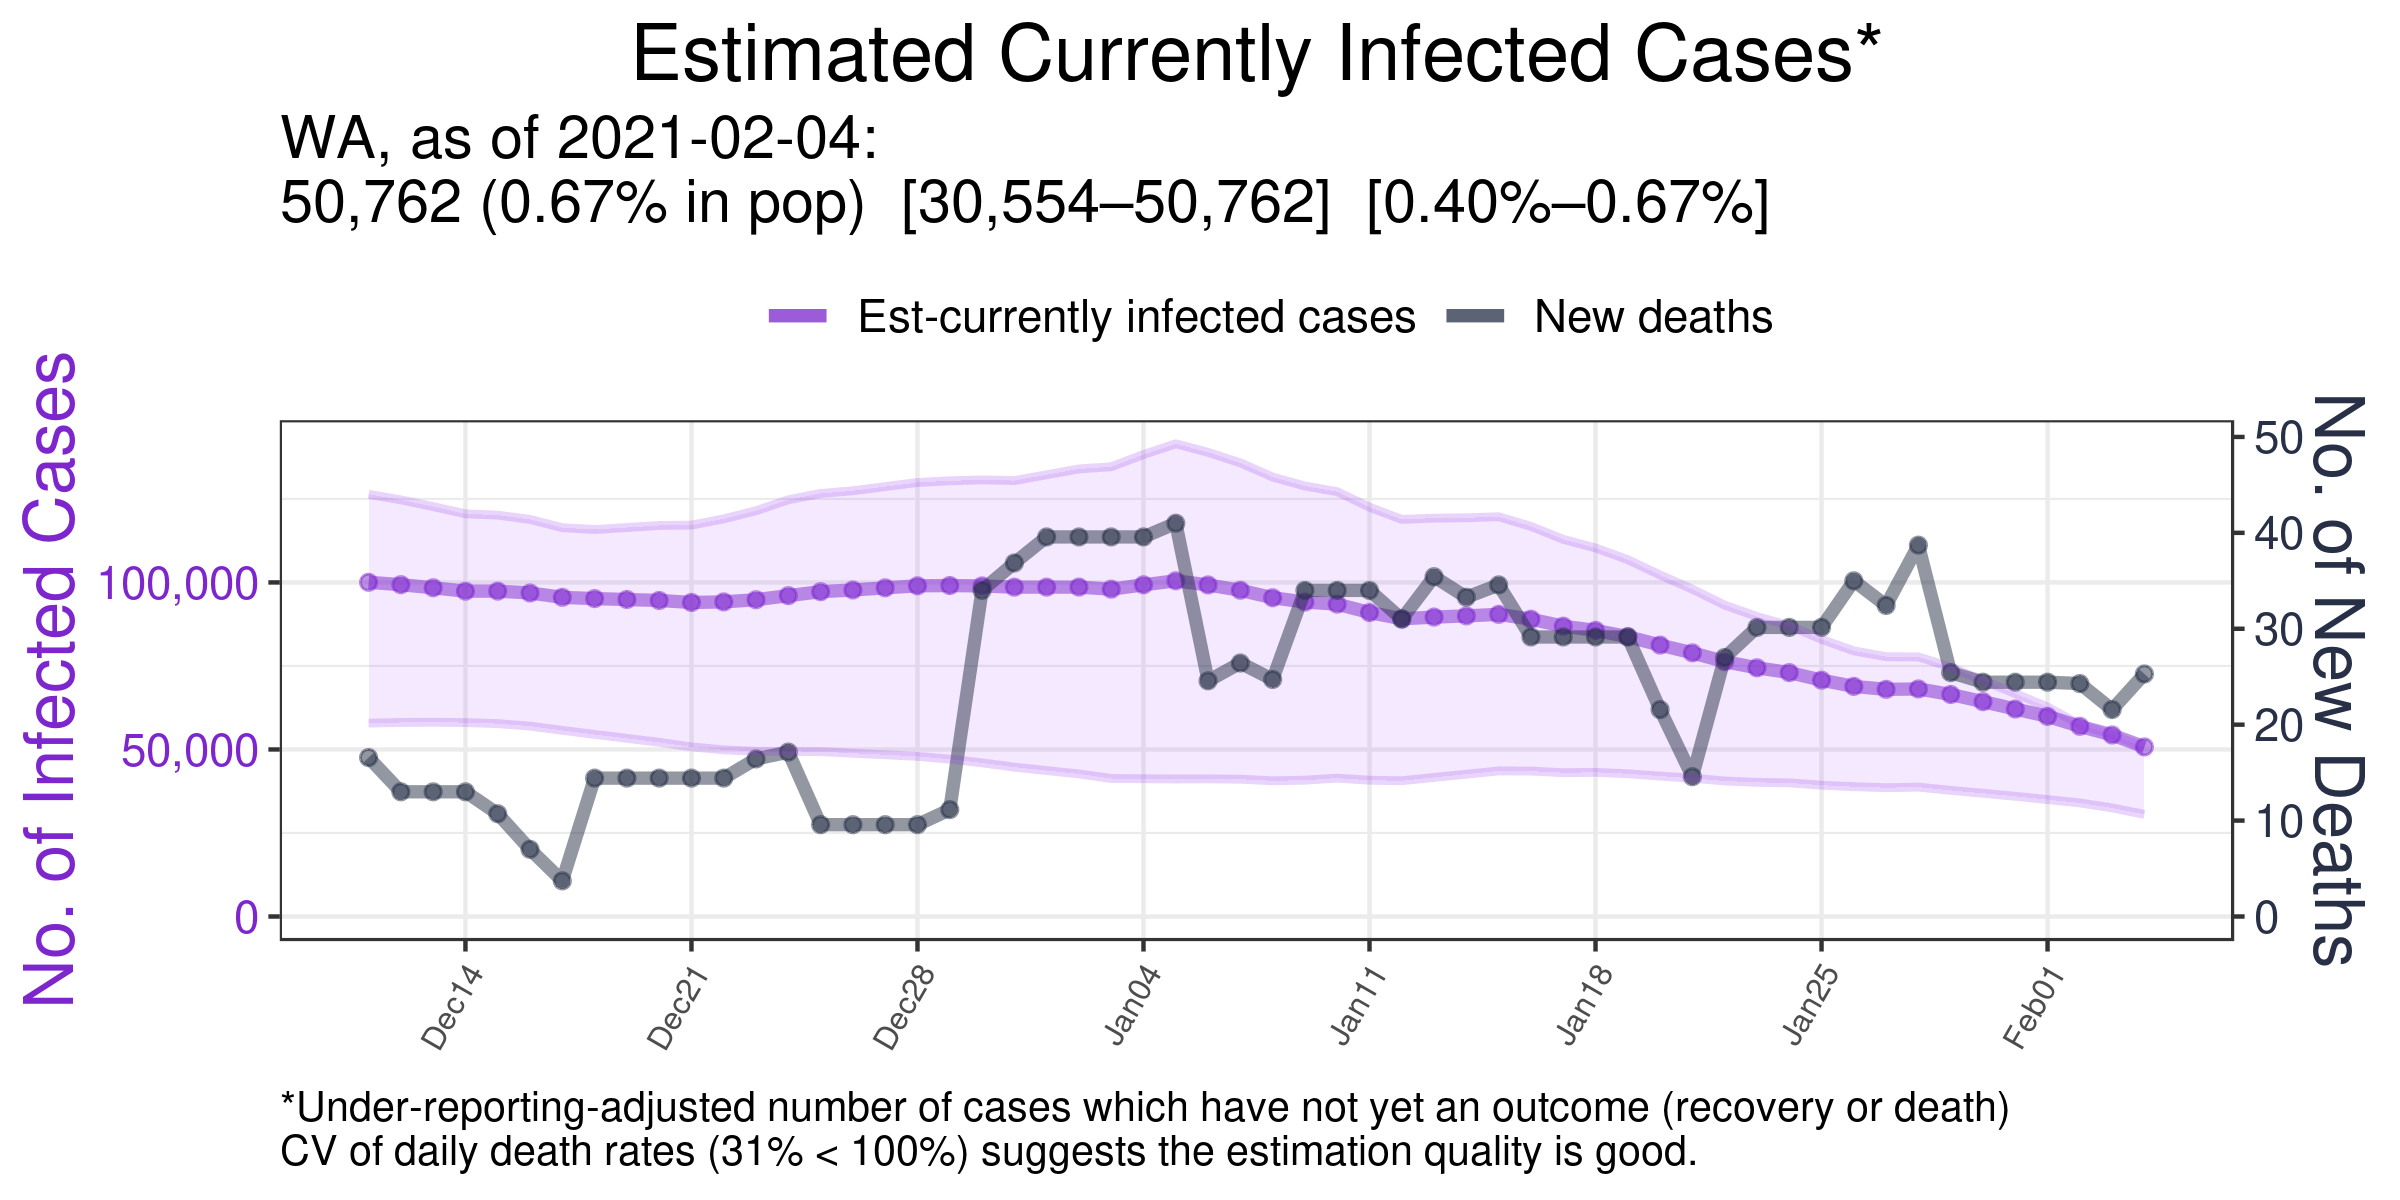 Estimated Currently Infected Cases*
WA, as of 2021-02-04:
50,762 (0.67% in pop) [30,554–50,762] [0.40%–0.67%]
Est-currently infected cases New deaths
No. of Infected Cases
100,000
50,000
0
50
40
30
20
10
0
No. of New Deaths
Dec14 Dec21 Dec28 Jan04 Jan11 Jan18 Jan25 Feb01
*Under-reporting-adjusted number of cases which have not yet an outcome (recovery or death)
CV of daily death rates (31% < 100%) suggests the estimation quality is good.